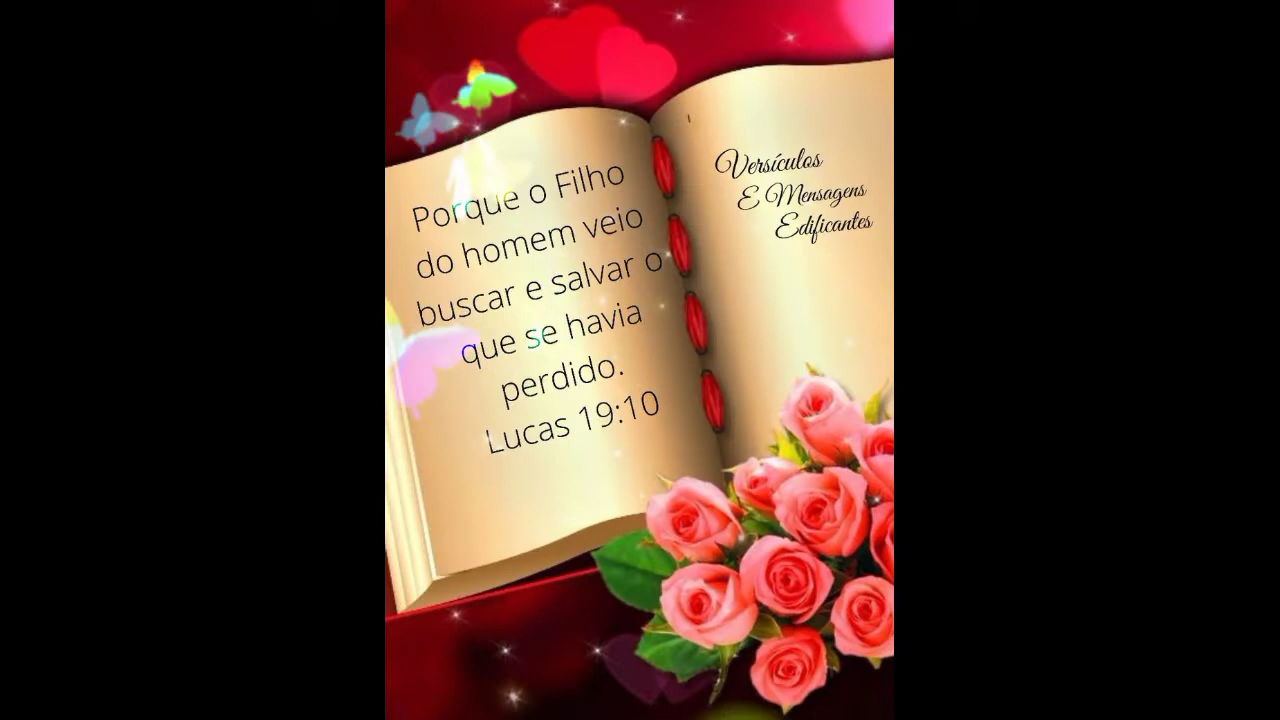 Porque o Filho
do homem veio
buscar e salvar o
que se havia
perdido.
Lucas 19:10
Versículos
E Mensagens
Edificantes